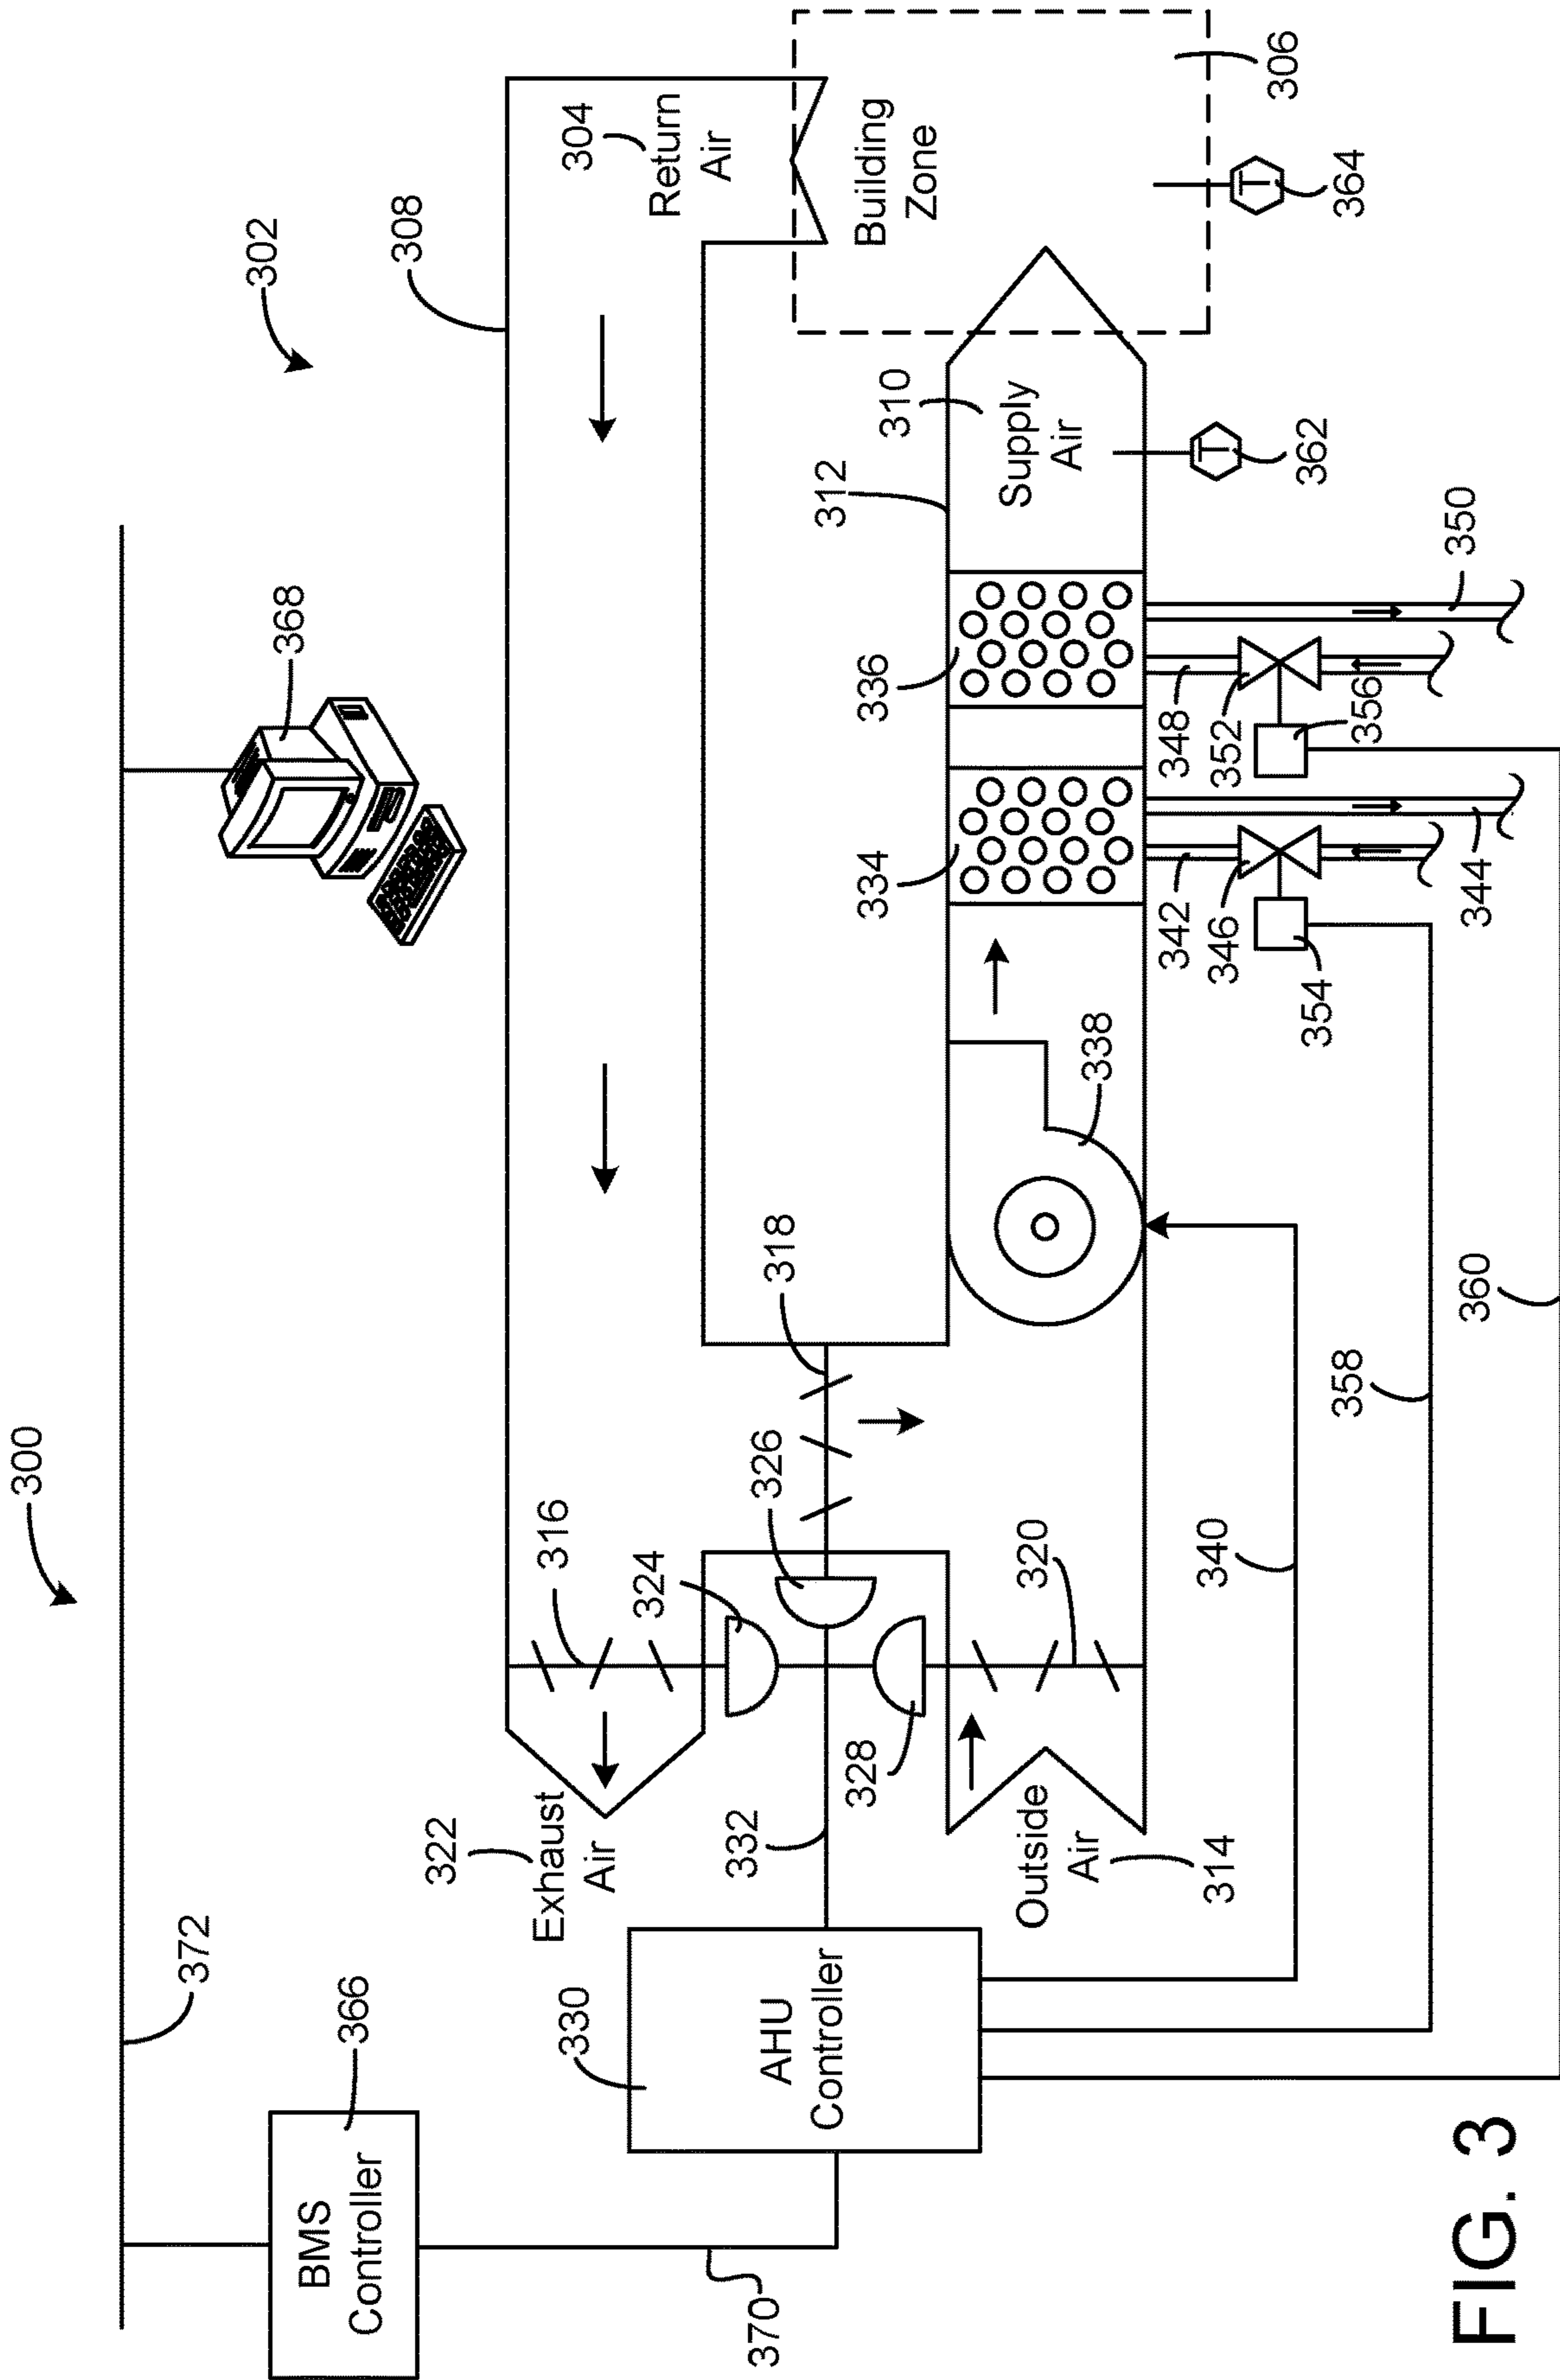 300
372
BMS
Controller
366
370
368
302
308
304
Return
Air
Building
Zone
306
364
322
Exhaust
Air
316
324
326
318
332
328
320
330
AHU
Controller
Outside
Air
314
338
334
336
312
310
Supply
Air
362
342
346
354
344
348
352
356
350
340
358
360
FIG. 3
T
T